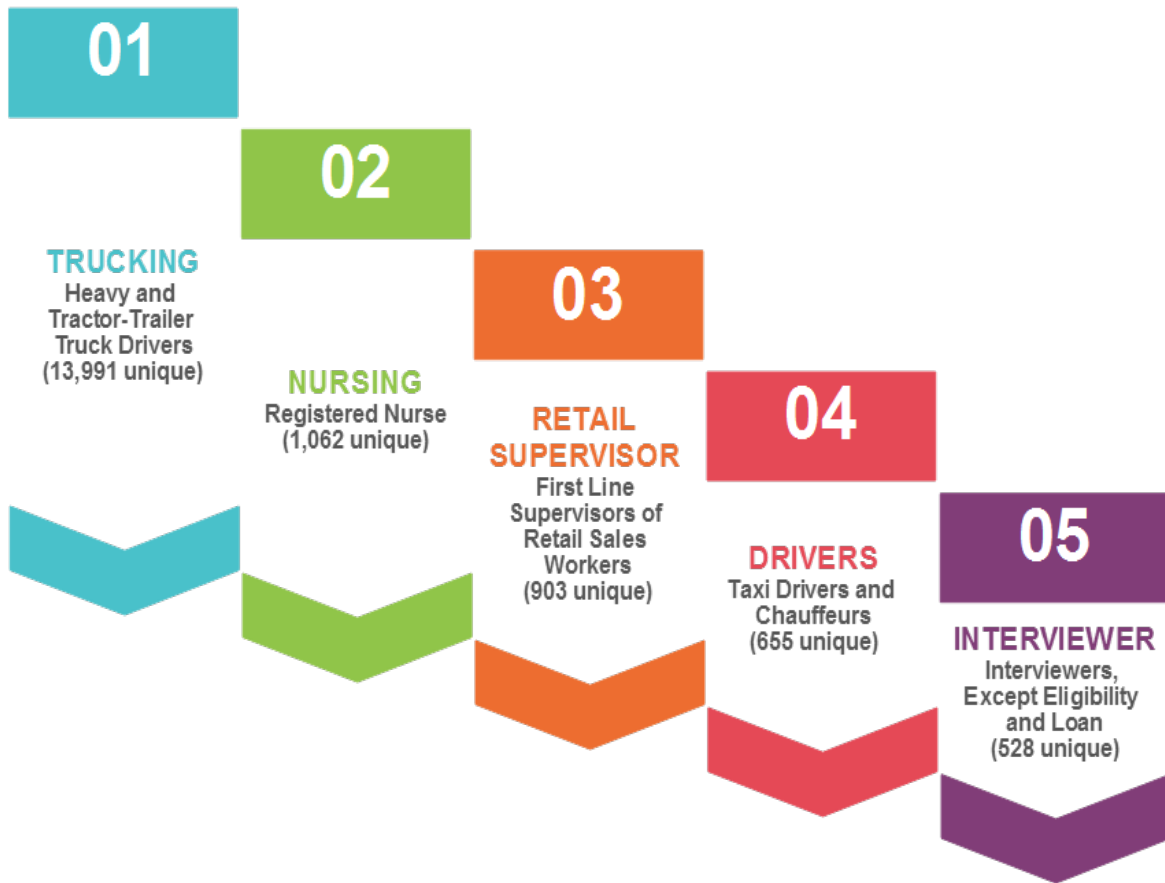 01
TRUCKING
Heavy and
Tractor-Trailer
Truck Drivers
(13,991 unique)
02
NURSING
Registered Nurse
(1,062 unique)
03
RETAIL
SUPERVISOR
First Line
Supervisors of
Retail Sales
Workers
(903 unique)
04
DRIVERS
Taxi Drivers and
Chauffeurs
(655 unique)
05
INTERVIEWER
Interviewers,
Except Eligibility
and Loan
(528 unique)